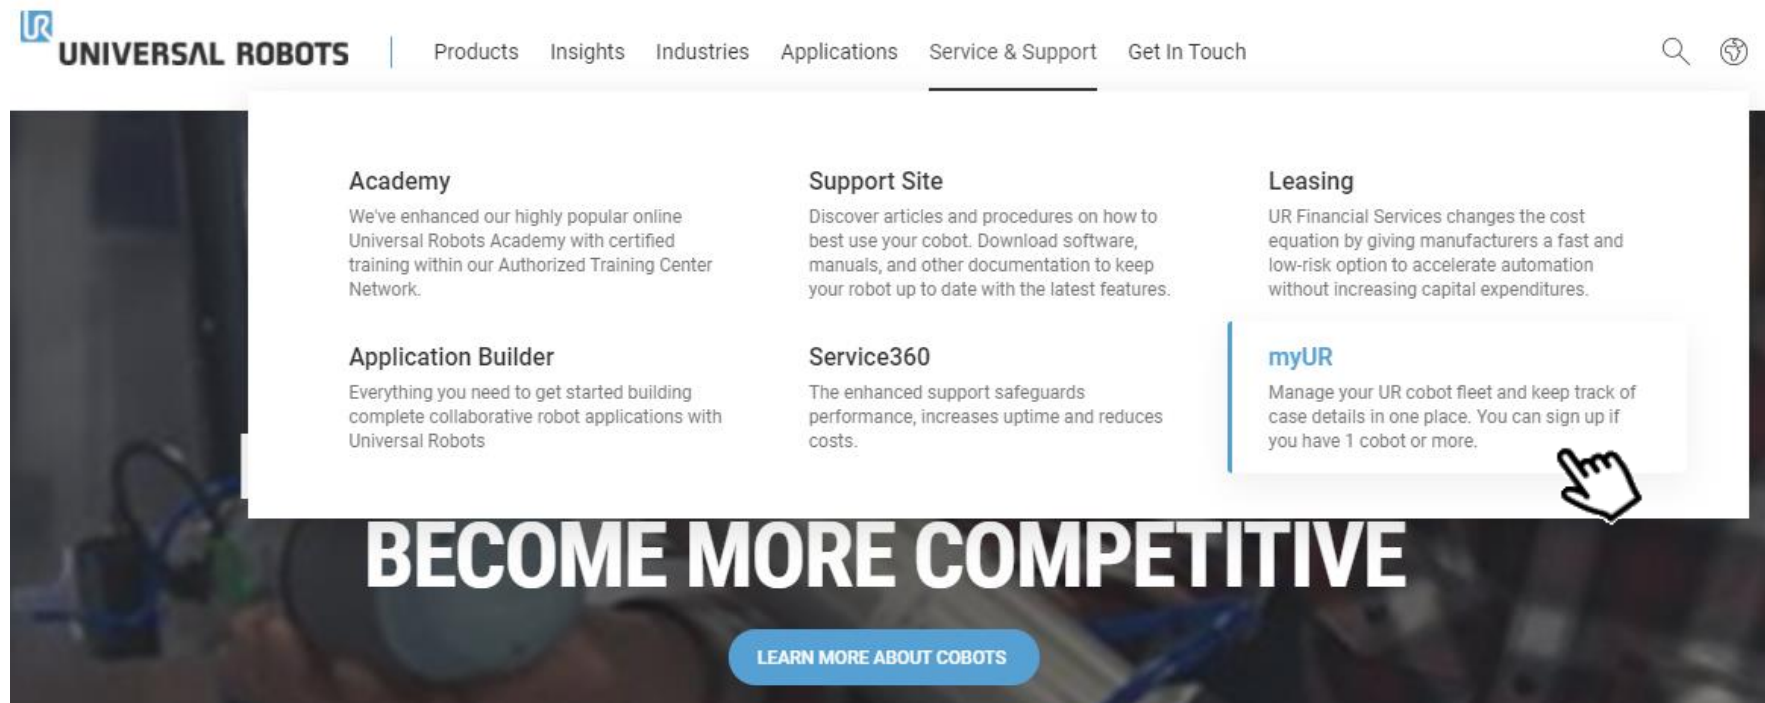 UR
UNIVERSAL ROBOTS
Products Insights Industries Applications Service & Support Get In Touch
Academy
We've enhanced our highly popular online
Universal Robots Academy with certified
training within our Authorized Training Center
Network.
Support Site
Discover articles and procedures on how to
best use your cobot. Download software,
manuals, and other documentation to keep
your robot up to date with the latest features.
Leasing
UR Financial Services changes the cost
equation by giving manufacturers a fast and
low-risk option to accelerate automation
without increasing capital expenditures.
Application Builder
Everything you need to get started building
complete collaborative robot applications with
Universal Robots
Service360
The enhanced support safeguards
performance, increases uptime and reduces
costs.
myUR
Manage your UR cobot fleet and keep track of
case details in one place. You can sign up if
you have 1 cobot or more.
BECOME MORE COMPETITIVE
LEARN MORE ABOUT COBOTS